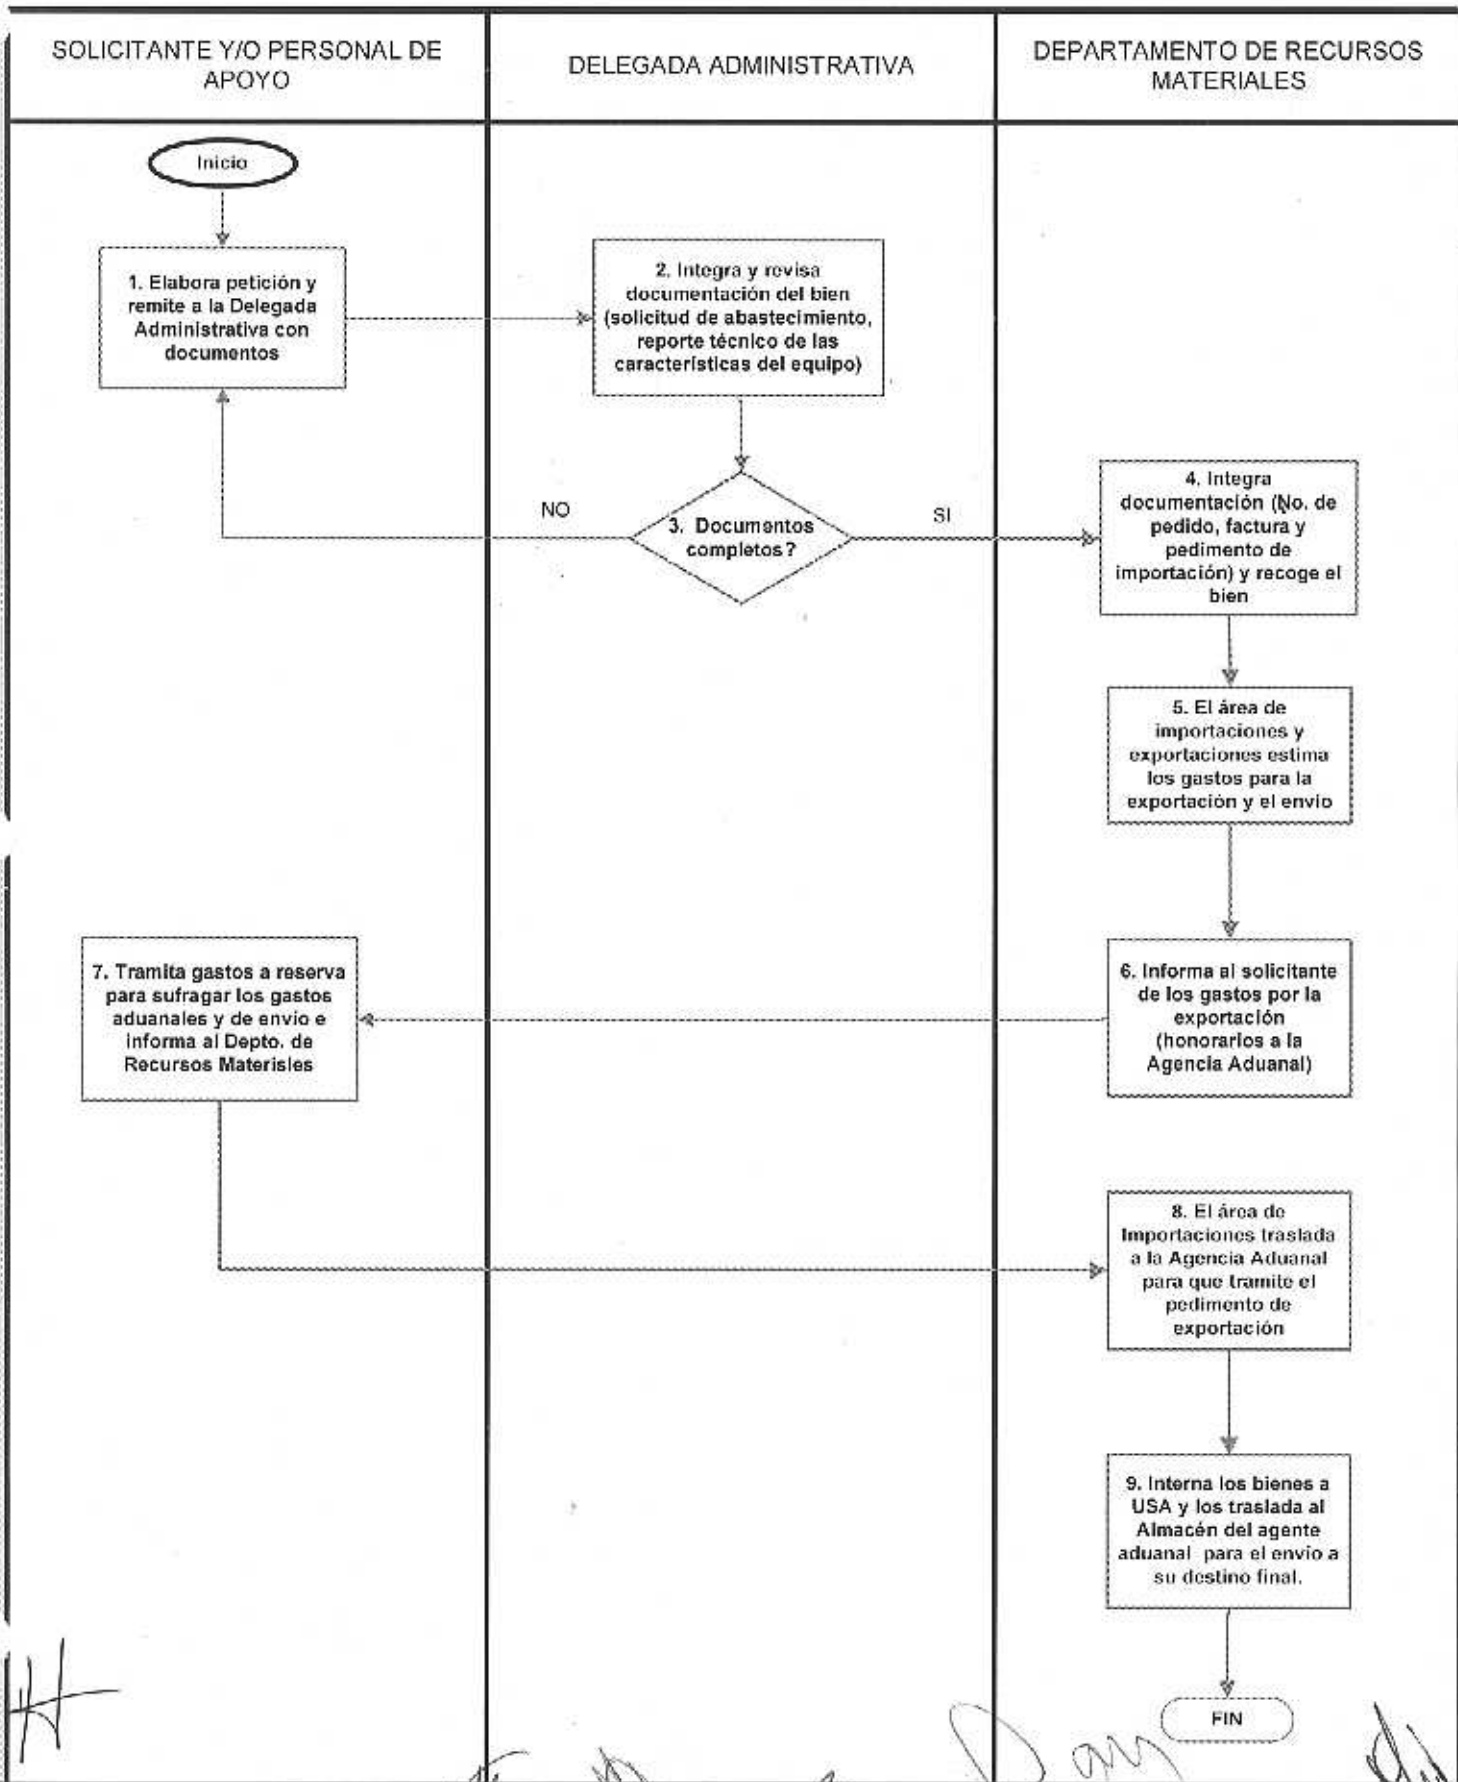 SOLICITANTE Y/O PERSONAL DE
APOYO
DELEGADA ADMINISTRATIVA
DEPARTAMENTO DE RECURSOS
MATERIALES
Inicio
1. Elabora petición y
remite a la Delegada
Administrativa con
documentos
2. Integra y revisa
documentación del bien
(solicitud de abastecimiento,
reporte técnico de las
características del equipo)
3. Documentos
completos?
NO
SI
4. Integra
documentación (No. de
pedido, factura y
pedimento de
importación) y recoge el
bien
5. El área de
importaciones y
exportaciones estima
los gastos para la
exportación y el envio
6. Informa al solicitante
de los gastos por la
exportación
(honorarios a la
Agencia Aduanal)
7. Tramita gastos a reserva
para sufragar los gastos
aduanales y de envio e
informa al Depto. de
Recursos Materisles
8. El área de
Importaciones traslada
a la Agencia Aduanal
para que tramite el
pedimento de
exportación
9. Interna los bienes a
USA y los traslada al
Almacén del agente
aduanal para el envio a
su destino final.
FIN